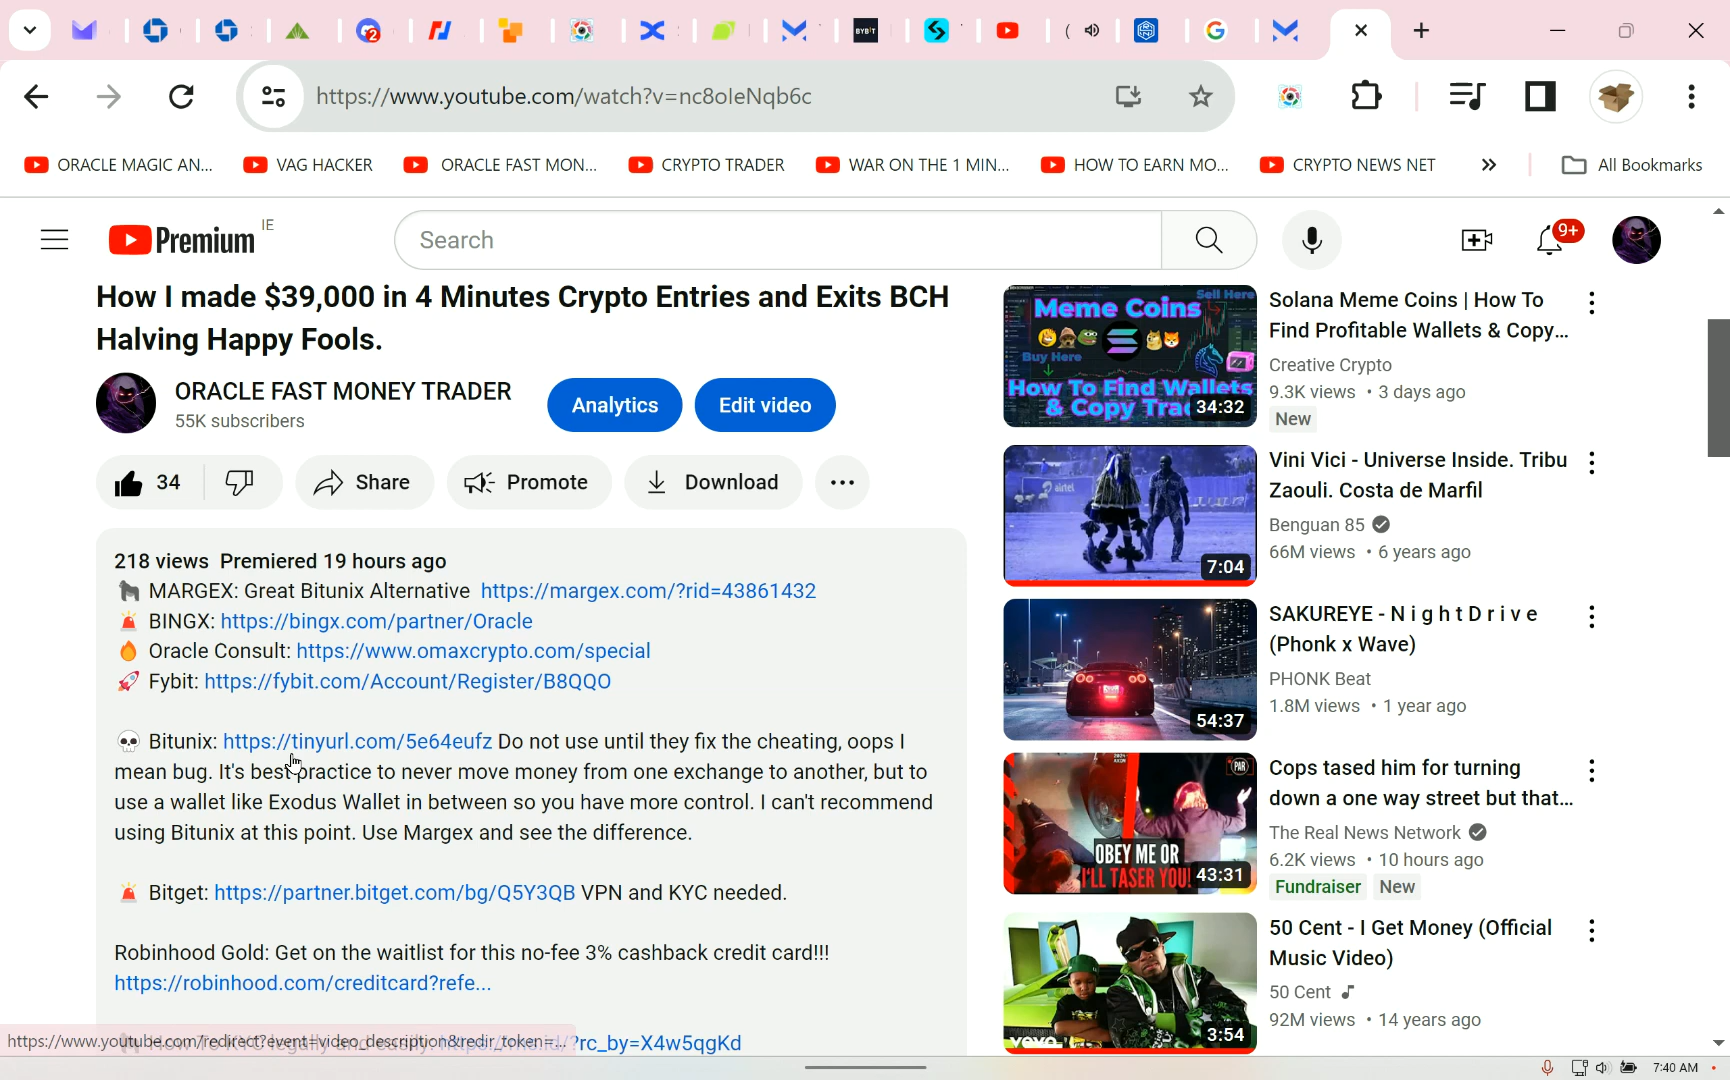 2
BYBIT
https://www.youtube.com/watch?v=nc8oleNqb6c
ORACLE MAGIC AN...
VAG HACKER
ORACLE FAST MON...
CRYPTO TRADER
WAR ON THE 1 MIN...
HOW TO EARN MO...
CRYPTO NEWS NET
All Bookmarks
Premium IE
Search
9+
How I made $39,000 in 4 Minutes Crypto Entries and Exits BCH
Halving Happy Fools.
ORACLE FAST MONEY TRADER
55K subscribers
Analytics
Edit video
34
Share
Promote
Download
218 views Premiered 19 hours ago
MARGEX: Great Bitunix Alternative https://margex.com/?rid=43861432
BINGX: https://bingx.com/partner/Oracle
Oracle Consult: https://www.omaxcrypto.com/special
Fybit: https://fybit.com/Account/Register/B8QQO
Bitunix: https://tinyurl.com/5e64eufz Do not use until they fix the cheating, oops I
mean bug. It's best practice to never move money from one exchange to another, but to
use a wallet like Exodus Wallet in between so you have more control. I can't recommend
using Bitunix at this point. Use Margex and see the difference.
Bitget: https://partner.bitget.com/bg/Q5Y3QB VPN and KYC needed.
Robinhood Gold: Get on the waitlist for this no-fee 3% cashback credit card!!!
https://robinhood.com/creditcard?refe...
?rc_by=X4w5qgKd
https://www.youtube.com/redirect?event=video_description&redir_token=...
Meme Coins
Sell Here
Buy Here
How To Find Wallets
& Copy Tra
34:32
Solana Meme Coins | How To
Find Profitable Wallets & Copy...
Creative Crypto
9.3K views • 3 days ago
New
airtel
7:04
Vini Vici - Universe Inside. Tribu
Zaouli. Costa de Marfil
Benguan 85
66M views • 6 years ago
54:37
SAKUREYE - N i g h t D r i v e
(Phonk x Wave)
PHONK Beat
1.8M views • 1 year ago
PAR
OBEY ME OR
I'LL TASER YOU!
43:31
Cops tased him for turning
down a one way street but that...
The Real News Network
6.2K views • 10 hours ago
Fundraiser
New
vevo
3:54
50 Cent - I Get Money (Official
Music Video)
50 Cent
92M views • 14 years ago
7:40 AM